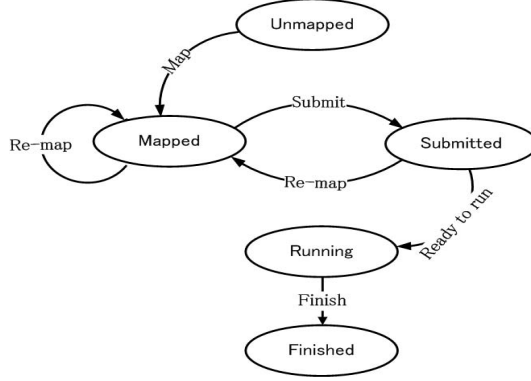 Unmapped
Map
Submit
Re-map
Mapped
Submitted
Re-map
Ready to run
Running
Finish
Finished